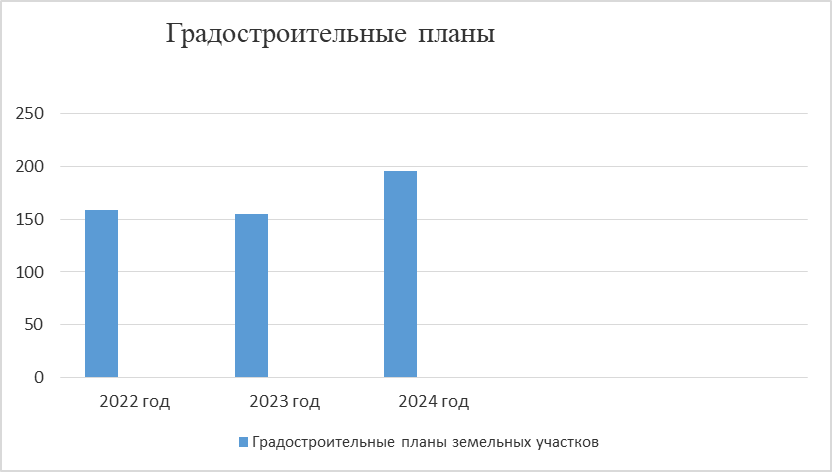 Градостроительные планы
250
200
150
100
50
0
2022 год 2023 год 2024 год
Градостроительные планы земельных участков